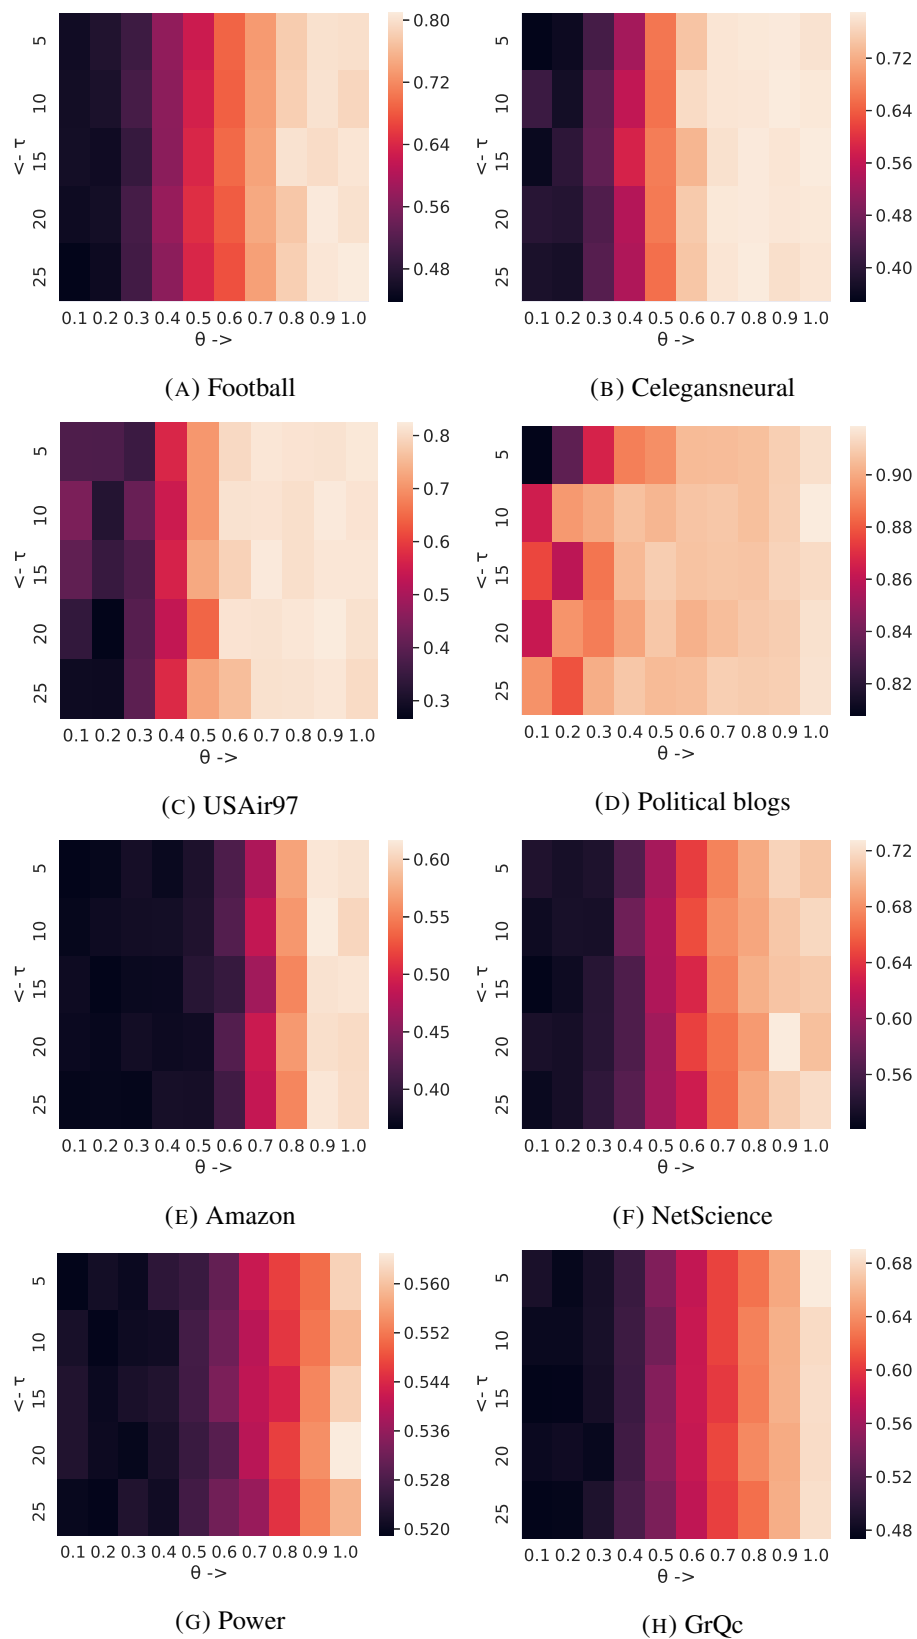 5
10
15
20
25
<- τ
0.1 0.2 0.3 0.4 0.5 0.6 0.7 0.8 0.9 1.0
θ ->
0.80
0.72
0.64
0.56
0.48
(A) Football
5
10
15
20
25
<- τ
0.1 0.2 0.3 0.4 0.5 0.6 0.7 0.8 0.9 1.0
θ ->
0.72
0.64
0.56
0.48
0.40
(B) Celegansneural
5
10
15
20
25
<- τ
0.1 0.2 0.3 0.4 0.5 0.6 0.7 0.8 0.9 1.0
θ ->
0.8
0.7
0.6
0.5
0.4
0.3
(C) USAir97
5
10
15
20
25
<- τ
0.1 0.2 0.3 0.4 0.5 0.6 0.7 0.8 0.9 1.0
θ ->
0.90
0.88
0.86
0.84
0.82
(D) Political blogs
5
10
15
20
25
<- τ
0.1 0.2 0.3 0.4 0.5 0.6 0.7 0.8 0.9 1.0
θ ->
0.60
0.55
0.50
0.45
0.40
(E) Amazon
5
10
15
20
25
<- τ
0.1 0.2 0.3 0.4 0.5 0.6 0.7 0.8 0.9 1.0
θ ->
0.72
0.68
0.64
0.60
0.56
(F) NetScience
5
10
15
20
25
<- τ
0.1 0.2 0.3 0.4 0.5 0.6 0.7 0.8 0.9 1.0
θ ->
0.560
0.552
0.544
0.536
0.528
0.520
(G) Power
5
10
15
20
25
<- τ
0.1 0.2 0.3 0.4 0.5 0.6 0.7 0.8 0.9 1.0
θ ->
0.68
0.64
0.60
0.56
0.52
0.48
(H) GrQc